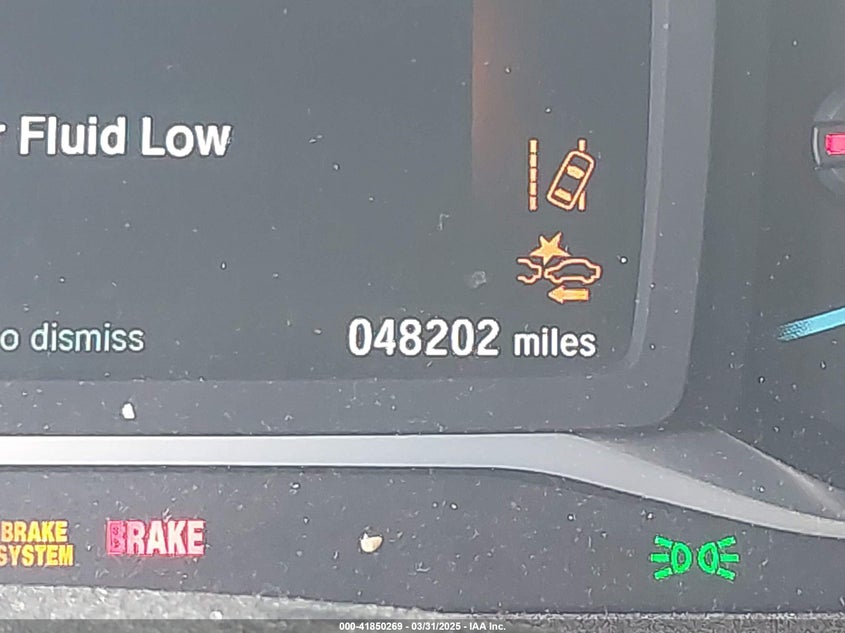 Fluid Low
o dismiss
048202 miles
BRAKE
SYSTEM
BRAKE
000-41850269 - 03/31/2025 - IAA Inc.